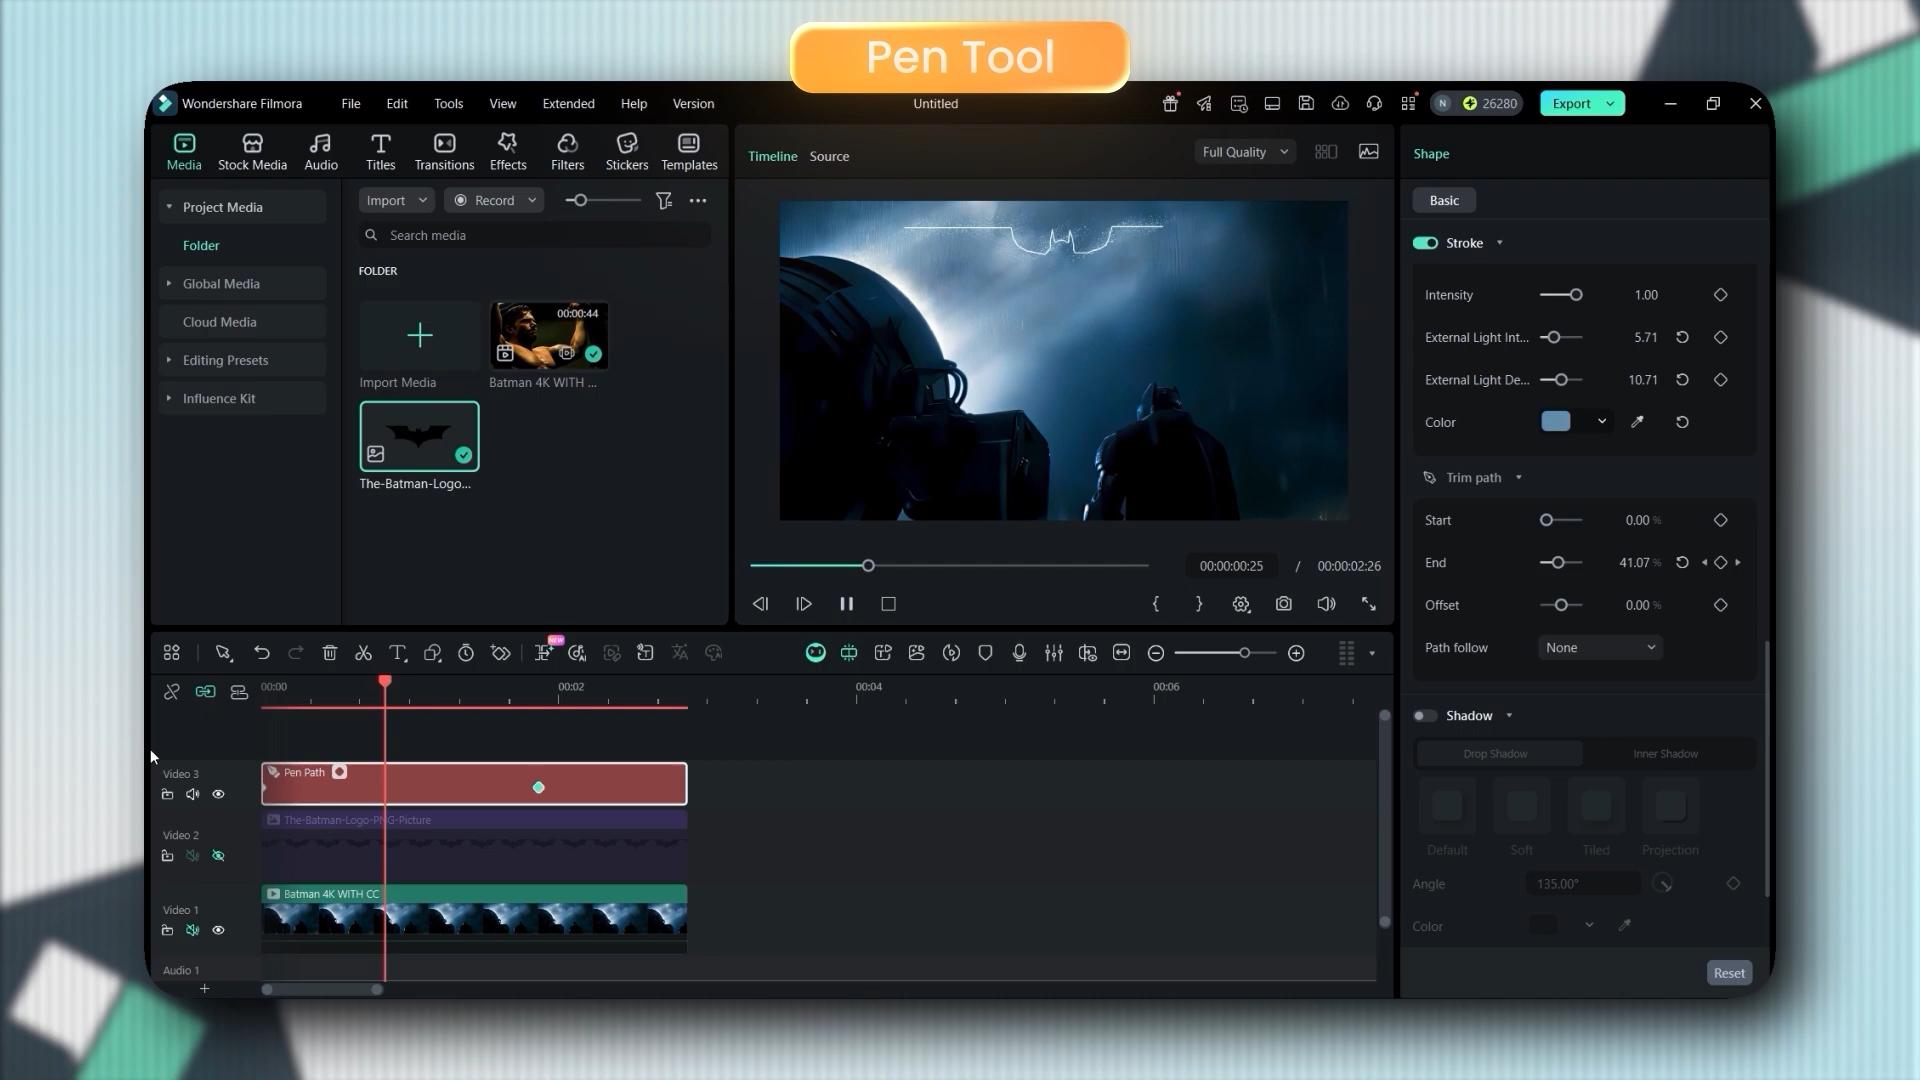 Pen Tool
Wondershare Filmora File Edit Tools View Extended Help Version Untitled N 26280 Export
Media Stock Media Audio Titles Transitions Effects Filters Stickers Templates
Timeline Source Full Quality
Shape
Project Media
Folder
Global Media
Cloud Media
Editing Presets
Influence Kit
Import Record
Search media
FOLDER
00:00:44
Import Media Batman 4K WITH ...
The-Batman-Logo...
00:00:00:25 / 00:00:02:26
Basic
Stroke
Intensity 1.00
External Light Int... 5.71
External Light De... 10.71
Color
Trim path
Start 0.00 %
End 41.07 %
Offset 0.00 %
Path follow None
Shadow
Drop Shadow Inner Shadow
Default Soft Tiled Projection
Angle 135.00°
Color
Reset
NEW
00:00 00:02 00:04 00:06
Video 3 Pen Path
Video 2 The-Batman-Logo-PNG-Picture
Video 1 Batman 4K WITH CC
Audio 1